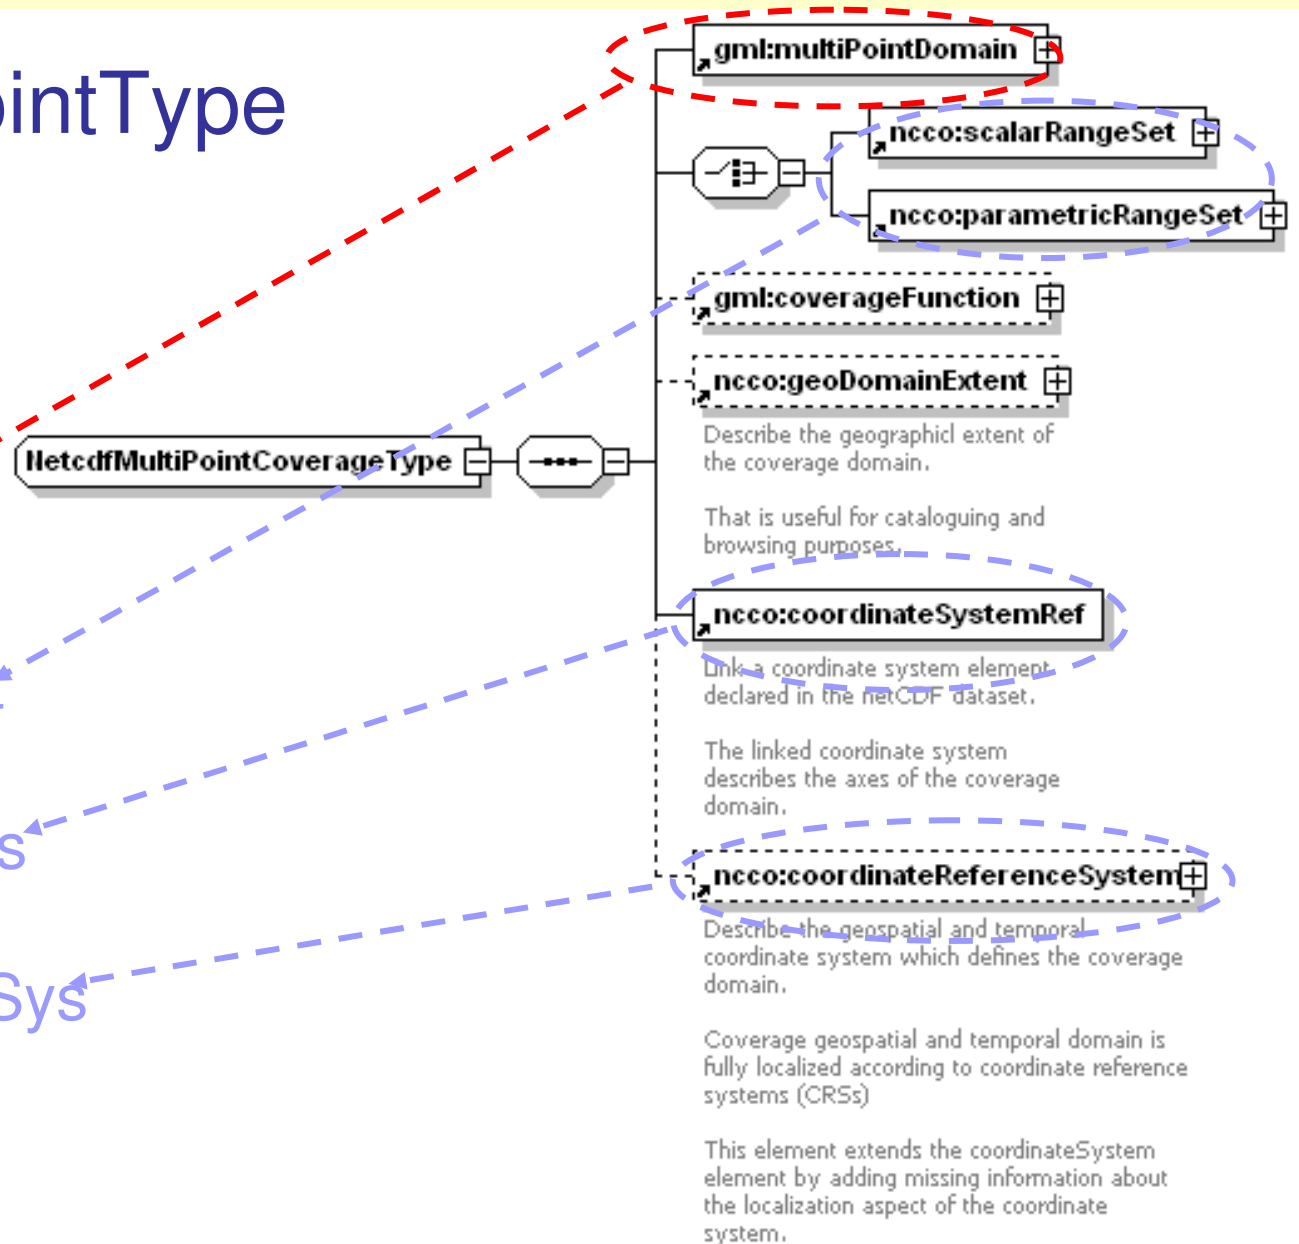 ointType
gml:multiPointDomain
ncco:scalarRangeSet
ncco:parametricRangeSet
gml:coverageFunction
ncco:geoDomainExtent
Describe the geographicl extent of
the coverage domain.
That is useful for cataloguing and
browsing purposes.
NetcdfMultiPointCoverageType
ncco:coordinateSystemRef
Link a coordinate system element
declared in the netCDF dataset.
The linked coordinate system
describes the axes of the coverage
domain.
s
ncco:coordinateReferenceSystem
Describe the geospatial and temporal
coordinate system which defines the coverage
domain.
Sys
Coverage geospatial and temporal domain is
fully localized according to coordinate reference
systems (CRSs)
This element extends the coordinateSystem
element by adding missing information about
the localization aspect of the coordinate
system.